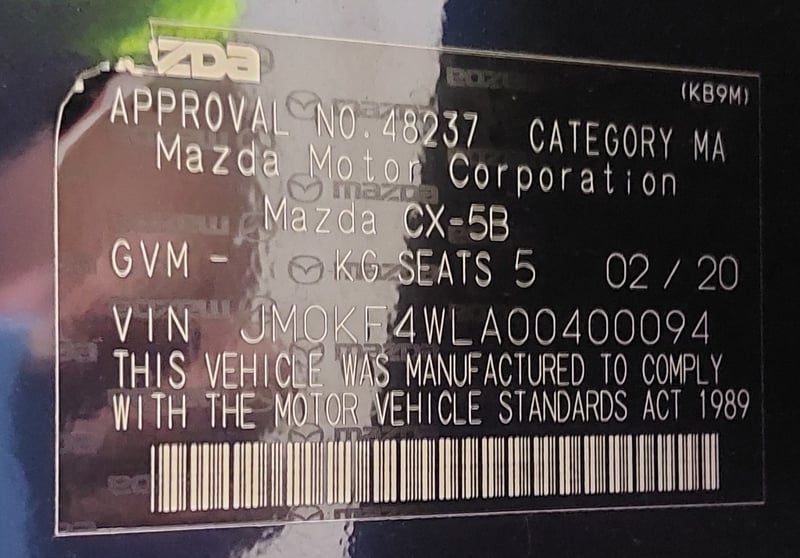 mazda
(KB9M)
APPROVAL NO. 48237 CATEGORY MA
Mazda Motor Corporation
Mazda CX-5B
GVM - KG SEATS 5 02 / 20
VIN JM0KF4WLA00400094
THIS VEHICLE WAS MANUFACTURED TO COMPLY
WITH THE MOTOR VEHICLE STANDARDS ACT 1989